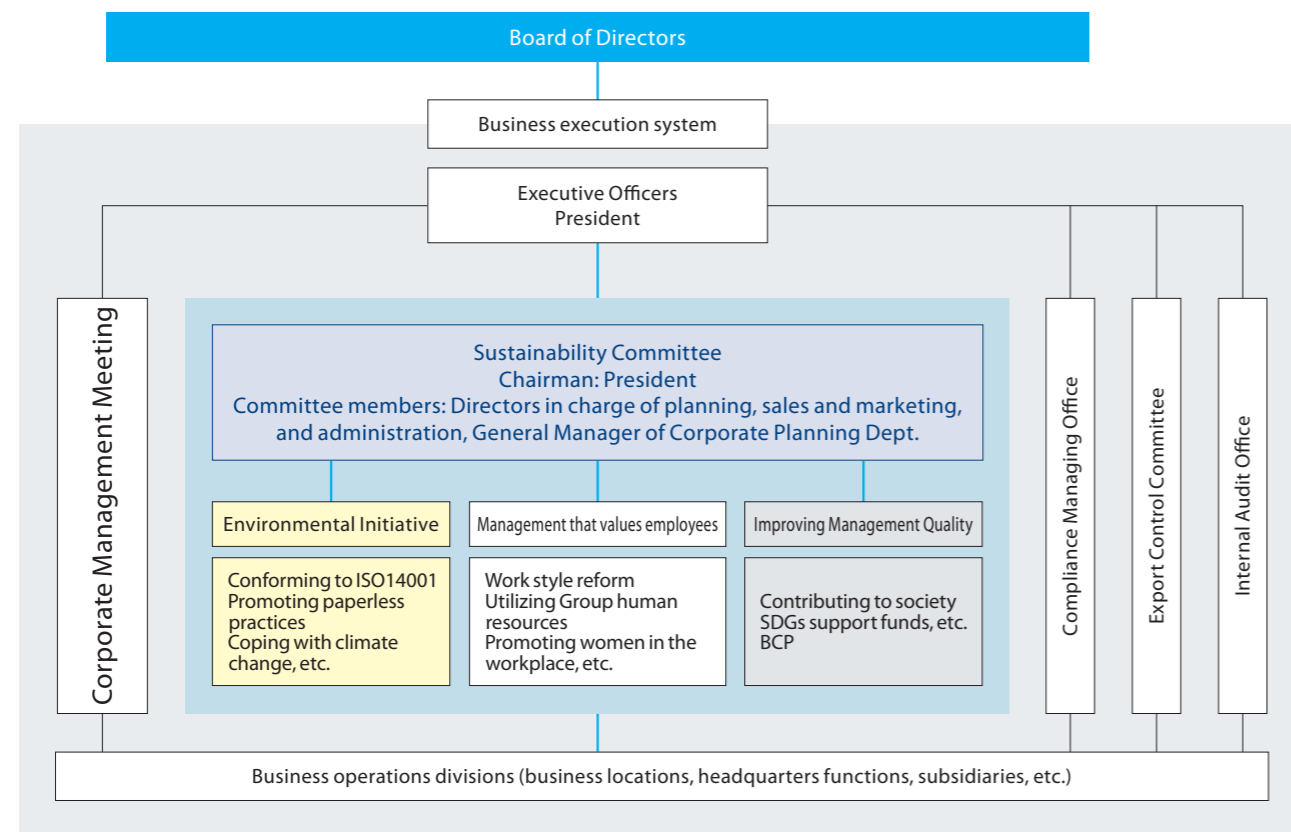 Board of Directors
Business execution system
Executive Officers
President
Corporate Management Meeting
Sustainability Committee
Chairman: President
Committee members: Directors in charge of planning, sales and marketing,
and administration, General Manager of Corporate Planning Dept.
Environmental Initiative
Conforming to ISO14001
Promoting paperless
practices
Coping with climate
change, etc.
Management that values employees
Work style reform
Utilizing Group human
resources
Promoting women in the
workplace, etc.
Improving Management Quality
Contributing to society
SDGs support funds, etc.
BCP
Compliance Managing Office
Export Control Committee
Internal Audit Office
Business operations divisions (business locations, headquarters functions, subsidiaries, etc.)